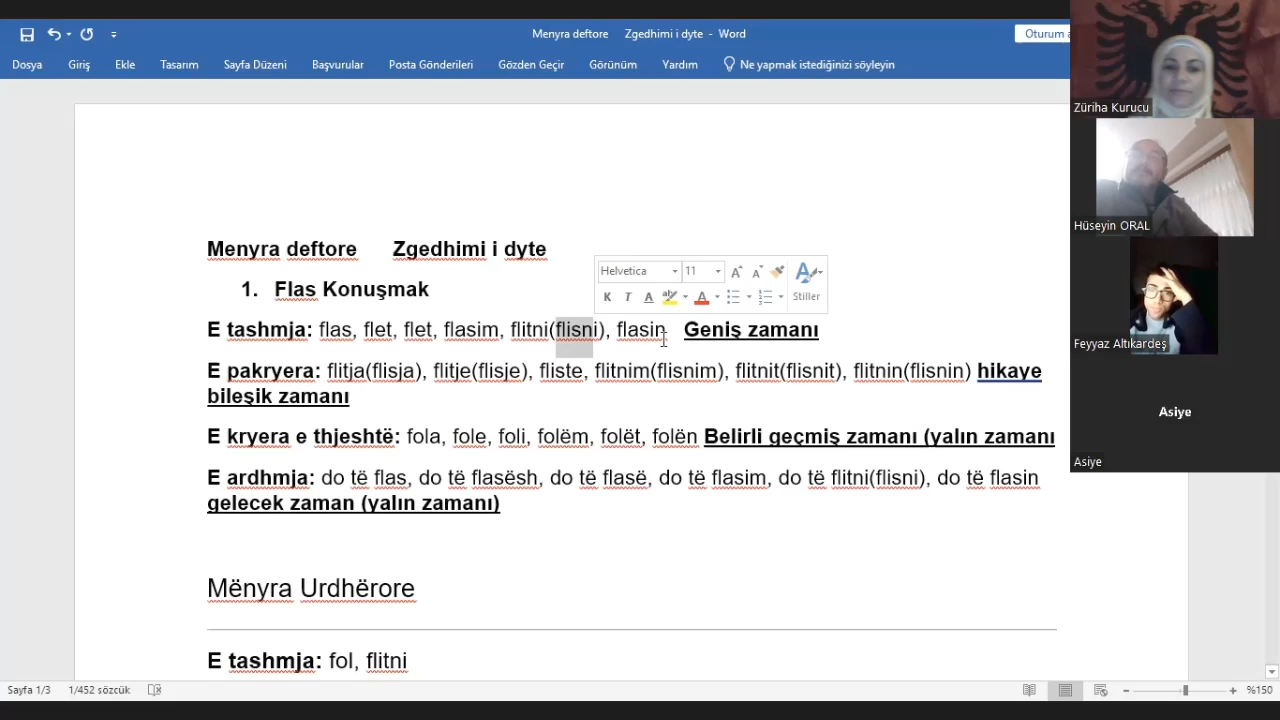 Menyra deftore Zgedhimi i dyte - Word
Oturum a
Dosya Giriş Ekle Tasarım Sayfa Düzeni Başvurular Posta Gönderileri Gözden Geçir Görünüm Yardım Ne yapmak istediğinizi söyleyin
Züriha Kurucu
Hüseyin ORAL
Feyyaz Altıkardeş
Asiye
Asiye
Menyra deftore Zgedhimi i dyte
Helvetica 11
K T A A Stiller
1. Flas Konuşmak
E tashmja: flas, flet, flet, flasim, flitni(flisni), flasin Geniş zamanı
E pakryera: flitja(flisja), flitje(flisje), fliste, flitnim(flisnim), flitnit(flisnit), flitnin(flisnin) hikaye
bileşik zamanı
E kryera e thjeshtë: fola, fole, foli, folëm, folët, folën Belirli geçmiş zamanı (yalın zamanı
E ardhmja: do të flas, do të flasësh, do të flasë, do të flasim, do të flitni(flisni), do të flasin
gelecek zaman (yalın zamanı)
Mënyra Urdhërore
E tashmja: fol, flitni
Sayfa 1/3 1/452 sözcük %150